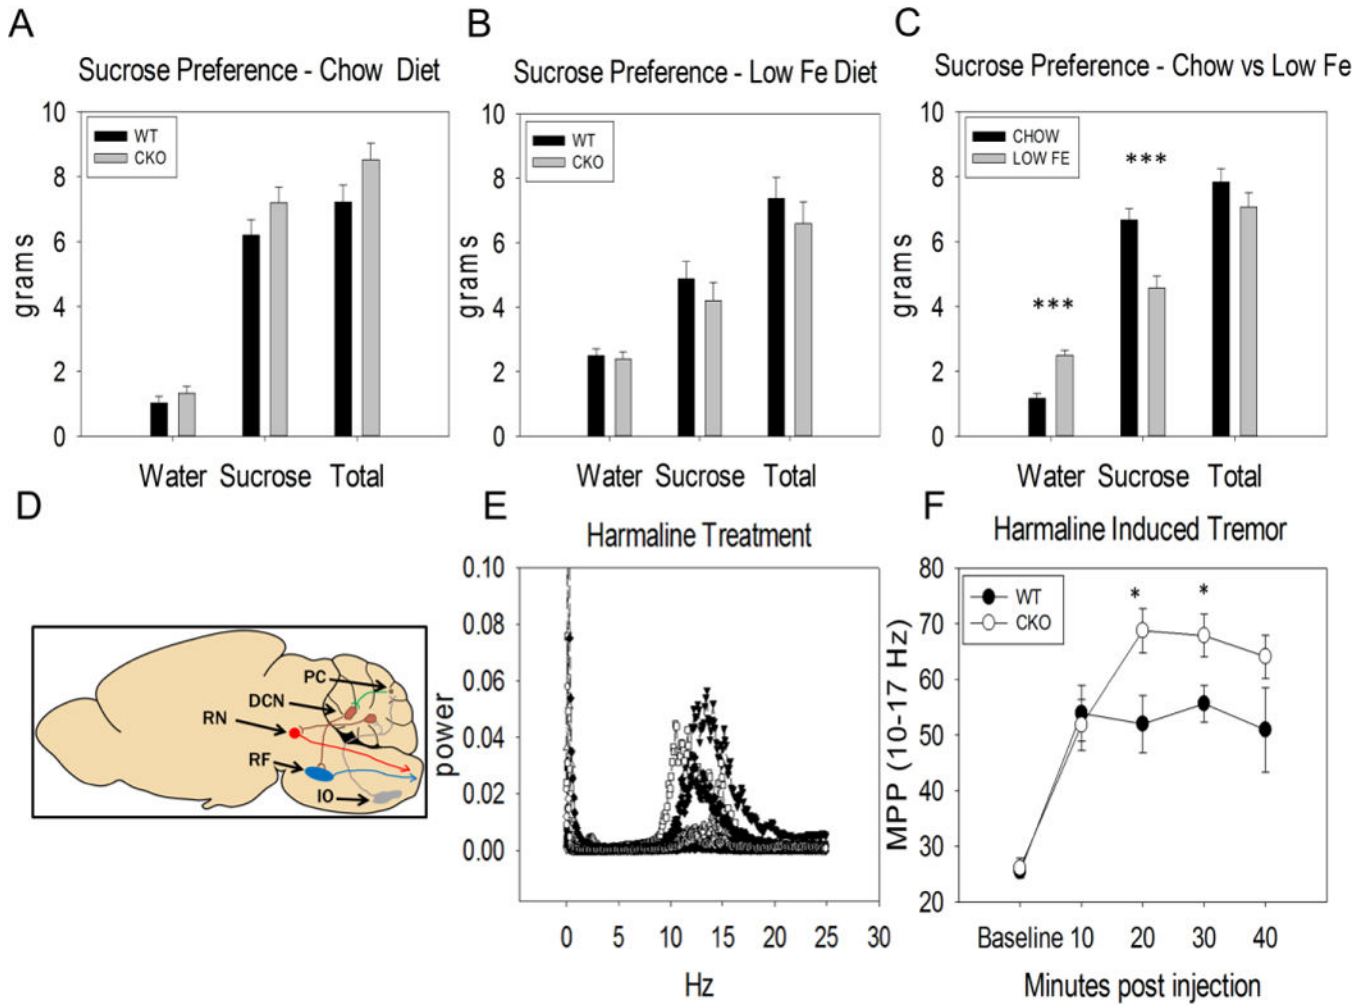 A
Sucrose Preference - Chow Diet
10
8
6
4
2
0
grams
WT
CKO
Water Sucrose Total
B
Sucrose Preference - Low Fe Diet
10
8
6
4
2
0
grams
WT
CKO
Water Sucrose Total
C
Sucrose Preference - Chow vs Low Fe
10
8
6
4
2
0
grams
CHOW
LOW FE
***
***
Water Sucrose Total
D
PC
DCN
RN
RF
IO
E
Harmaline Treatment
0.10
0.08
0.06
0.04
0.02
0.00
power
0 5 10 15 20 25 30
Hz
F
Harmaline Induced Tremor
80
70
60
50
40
30
20
MPP (10-17 Hz)
WT
CKO
* *
Baseline 10 20 30 40
Minutes post injection